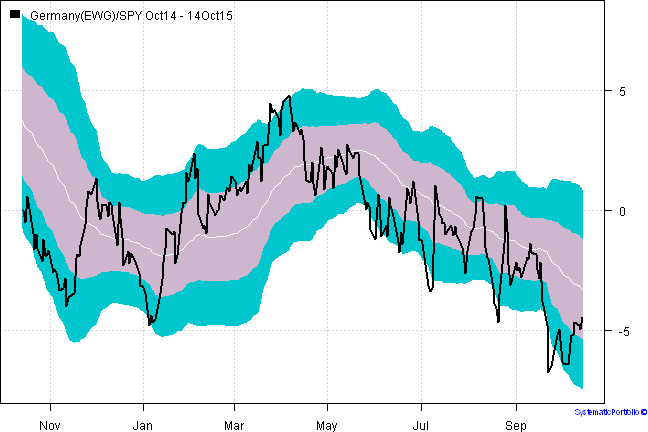 Germany(EWG)/SPY Oct14 - 14Oct15
5
0
-5
Nov Jan Mar May Jul Sep
SystematicPortfolio ©